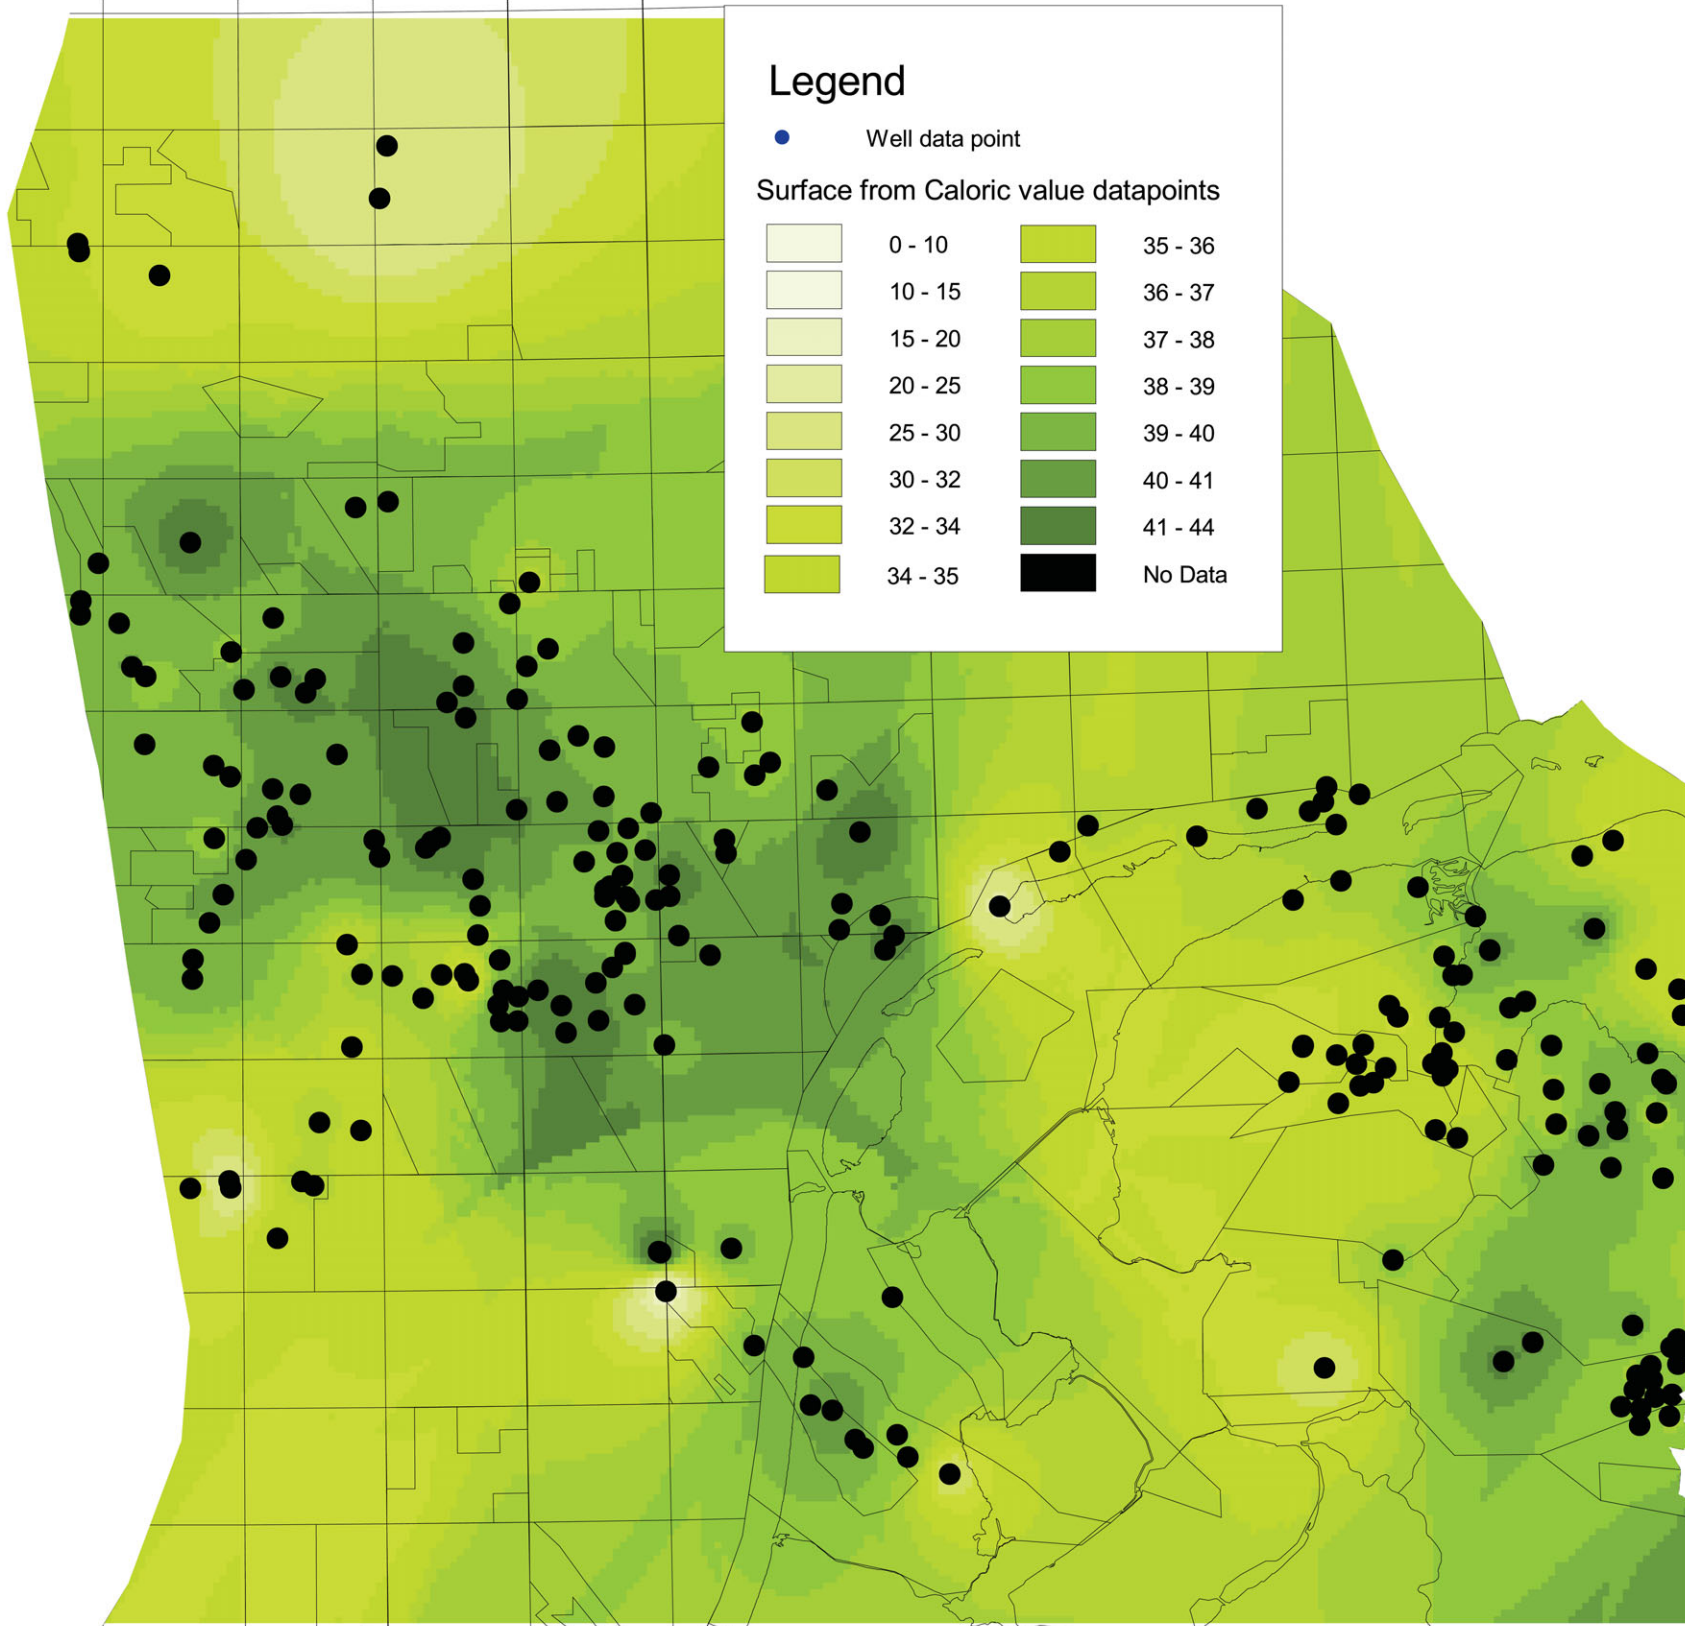 Legend
Well data point
Surface from Caloric value datapoints
0 - 10
10 - 15
15 - 20
20 - 25
25 - 30
30 - 32
32 - 34
34 - 35
35 - 36
36 - 37
37 - 38
38 - 39
39 - 40
40 - 41
41 - 44
No Data